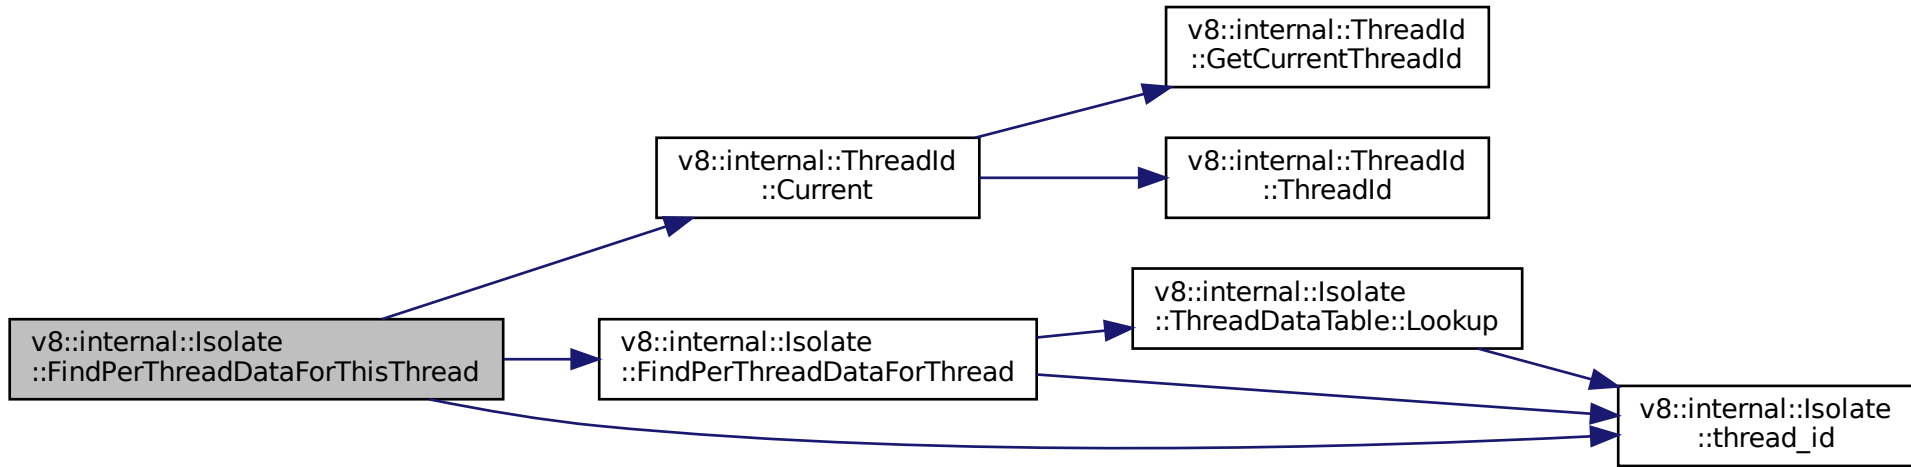 v8::internal::ThreadId
::GetCurrentThreadId
v8::internal::ThreadId
::Current
v8::internal::ThreadId
::ThreadId
v8::internal::Isolate
::ThreadDataTable::Lookup
v8::internal::Isolate
::FindPerThreadDataForThisThread
v8::internal::Isolate
::FindPerThreadDataForThread
v8::internal::Isolate
::thread_id